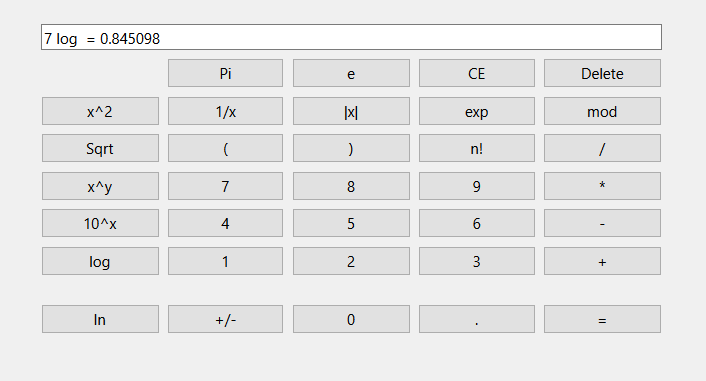 7 log  = 0.845098
Pi e CE Delete
x^2 1/x |x| exp mod
Sqrt ( ) n! /
x^y 7 8 9 *
10^x 4 5 6 -
log 1 2 3 +
ln +/- 0 . =